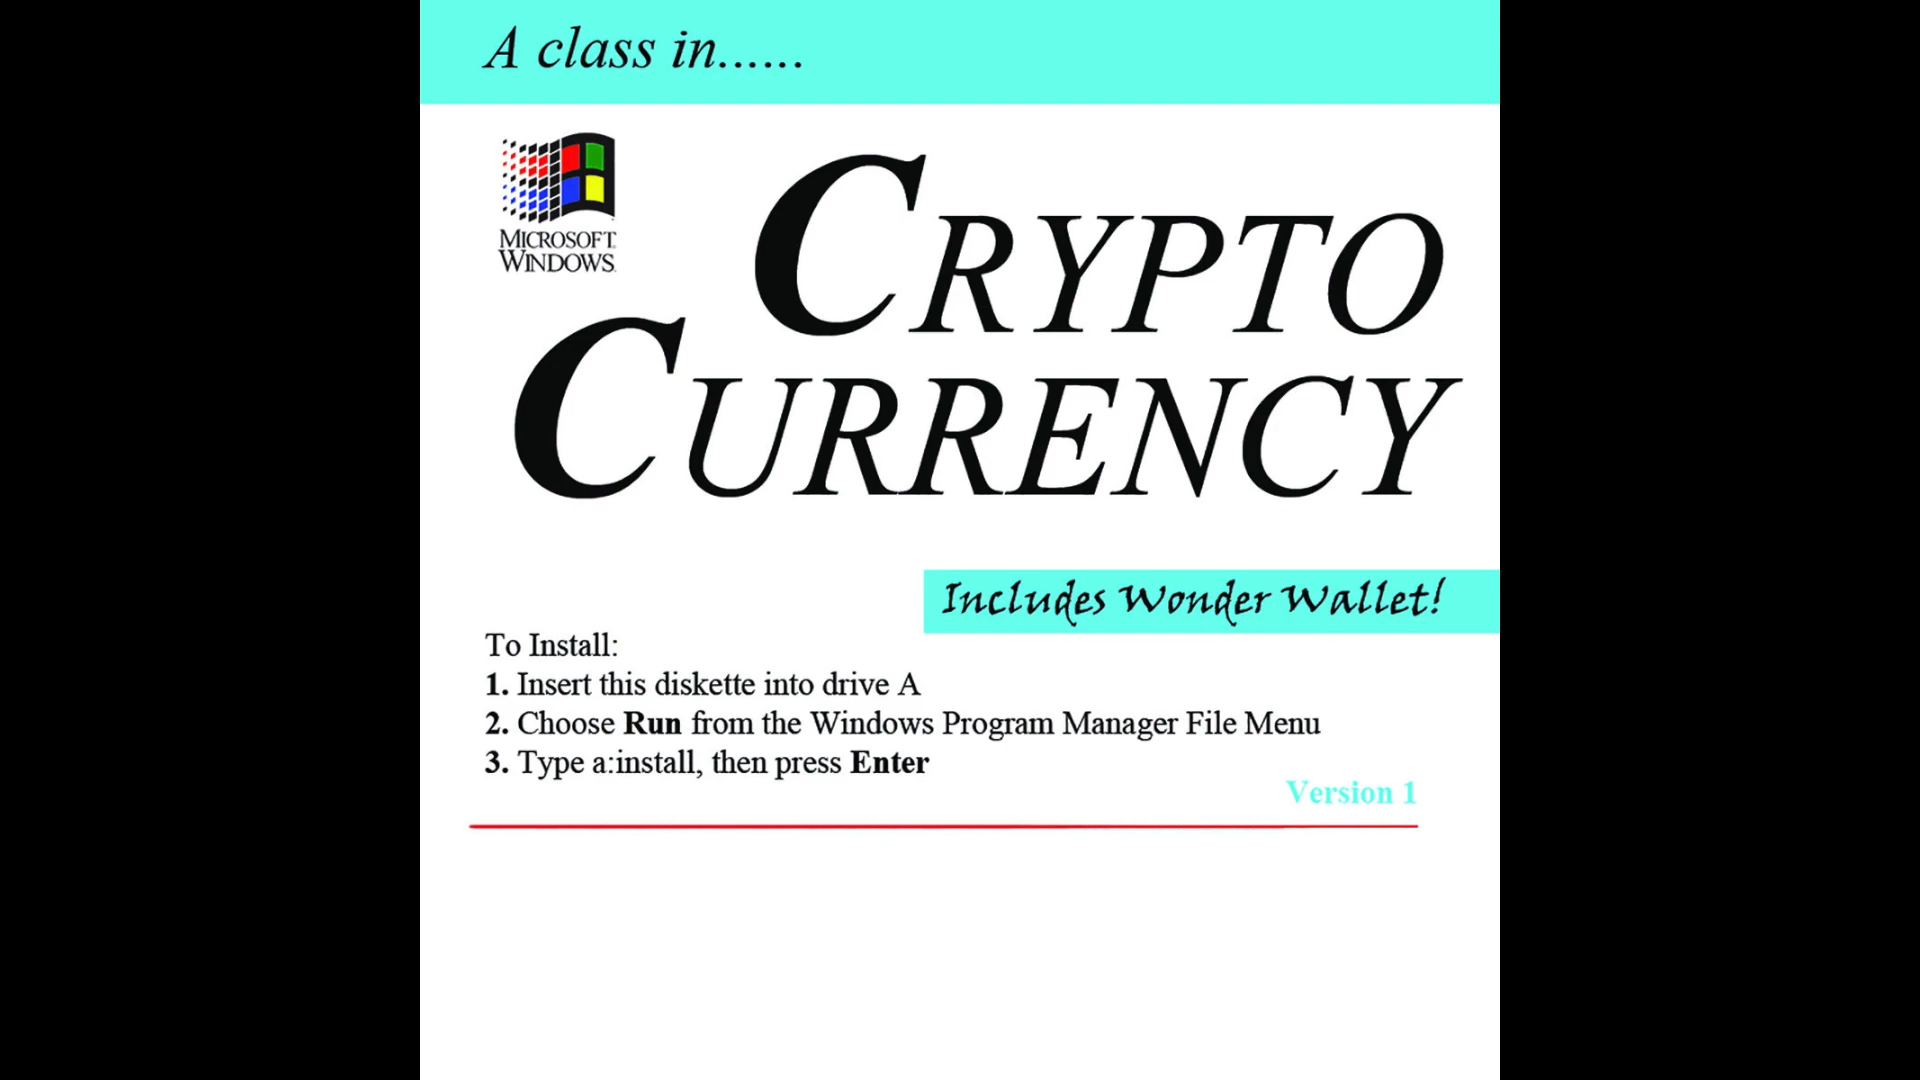 A class in......
MICROSOFT
WINDOWS
CRYPTO
CURRENCY
Includes Wonder Wallet!
To Install:
1. Insert this diskette into drive A
2. Choose Run from the Windows Program Manager File Menu
3. Type a:install, then press Enter
Version 1